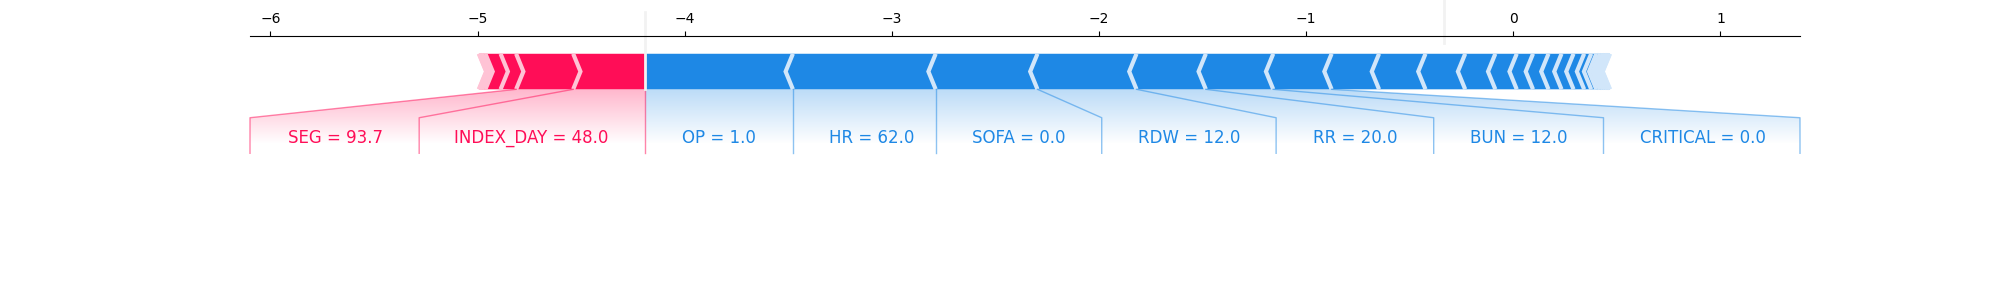 −6 −5 −4 −3 −2 −1 0 1
SEG = 93.7 INDEX_DAY = 48.0 OP = 1.0 HR = 62.0 SOFA = 0.0 RDW = 12.0 RR = 20.0 BUN = 12.0 CRITICAL = 0.0